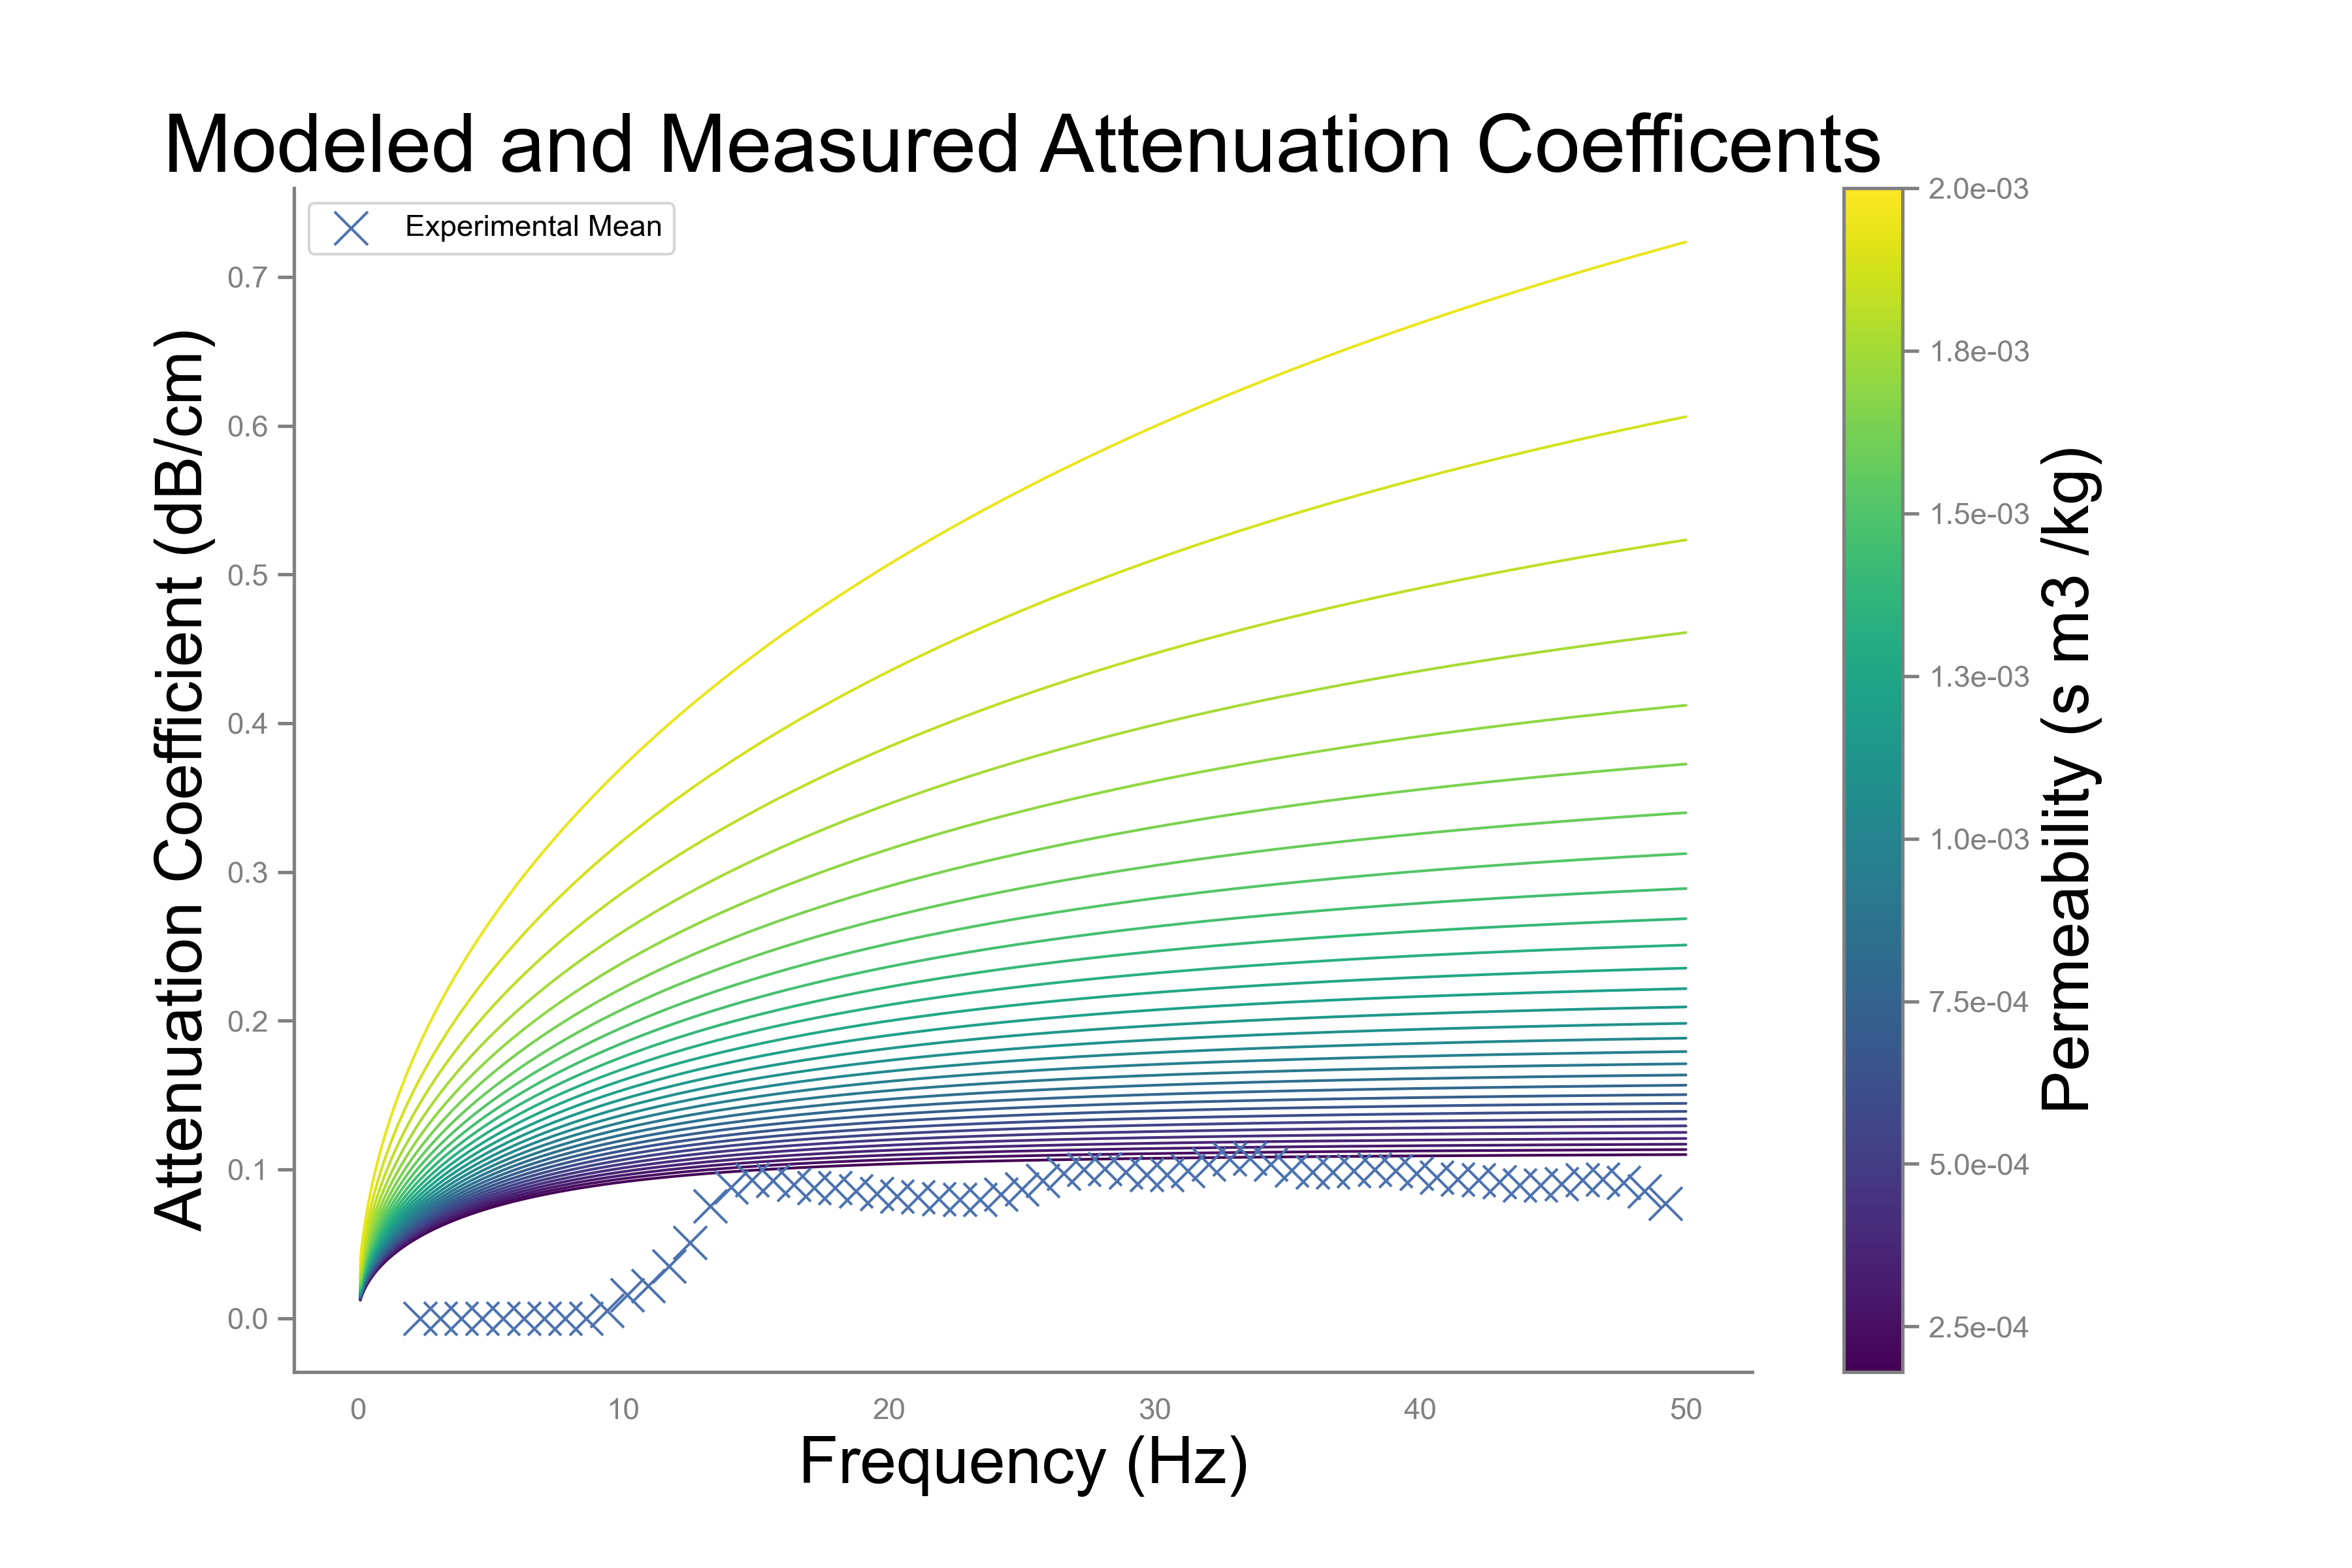 Modeled and Measured Attenuation Coefficents
Experimental Mean
Attenuation Coefficient (dB/cm)
0.7
0.6
0.5
0.4
0.3
0.2
0.1
0.0
0
10
20
30
40
50
Frequency (Hz)
2.0e-03
1.8e-03
1.5e-03
1.3e-03
1.0e-03
7.5e-04
5.0e-04
2.5e-04
Permeability (s m3 /kg)